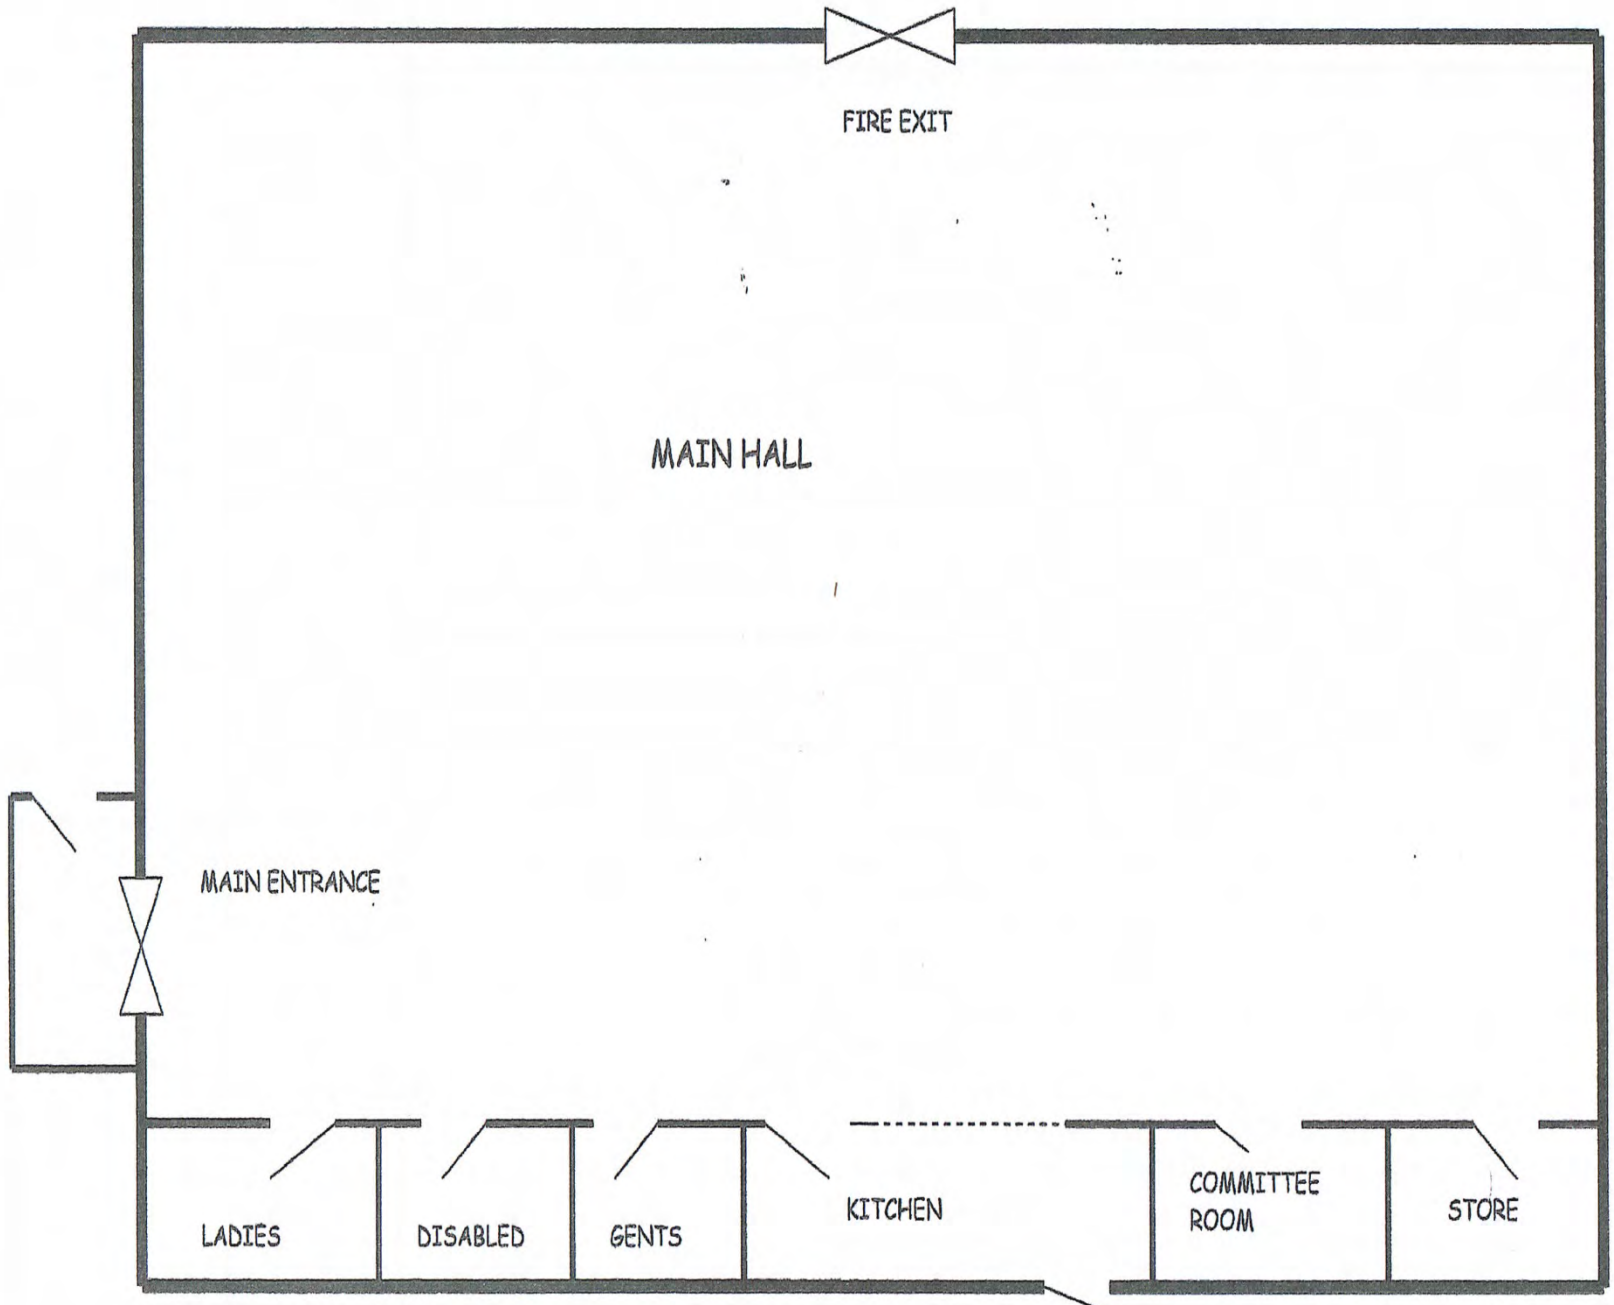 FIRE EXIT
MAIN HALL
MAIN ENTRANCE
LADIES
DISABLED
GENTS
KITCHEN
COMMITTEE
ROOM
STORE